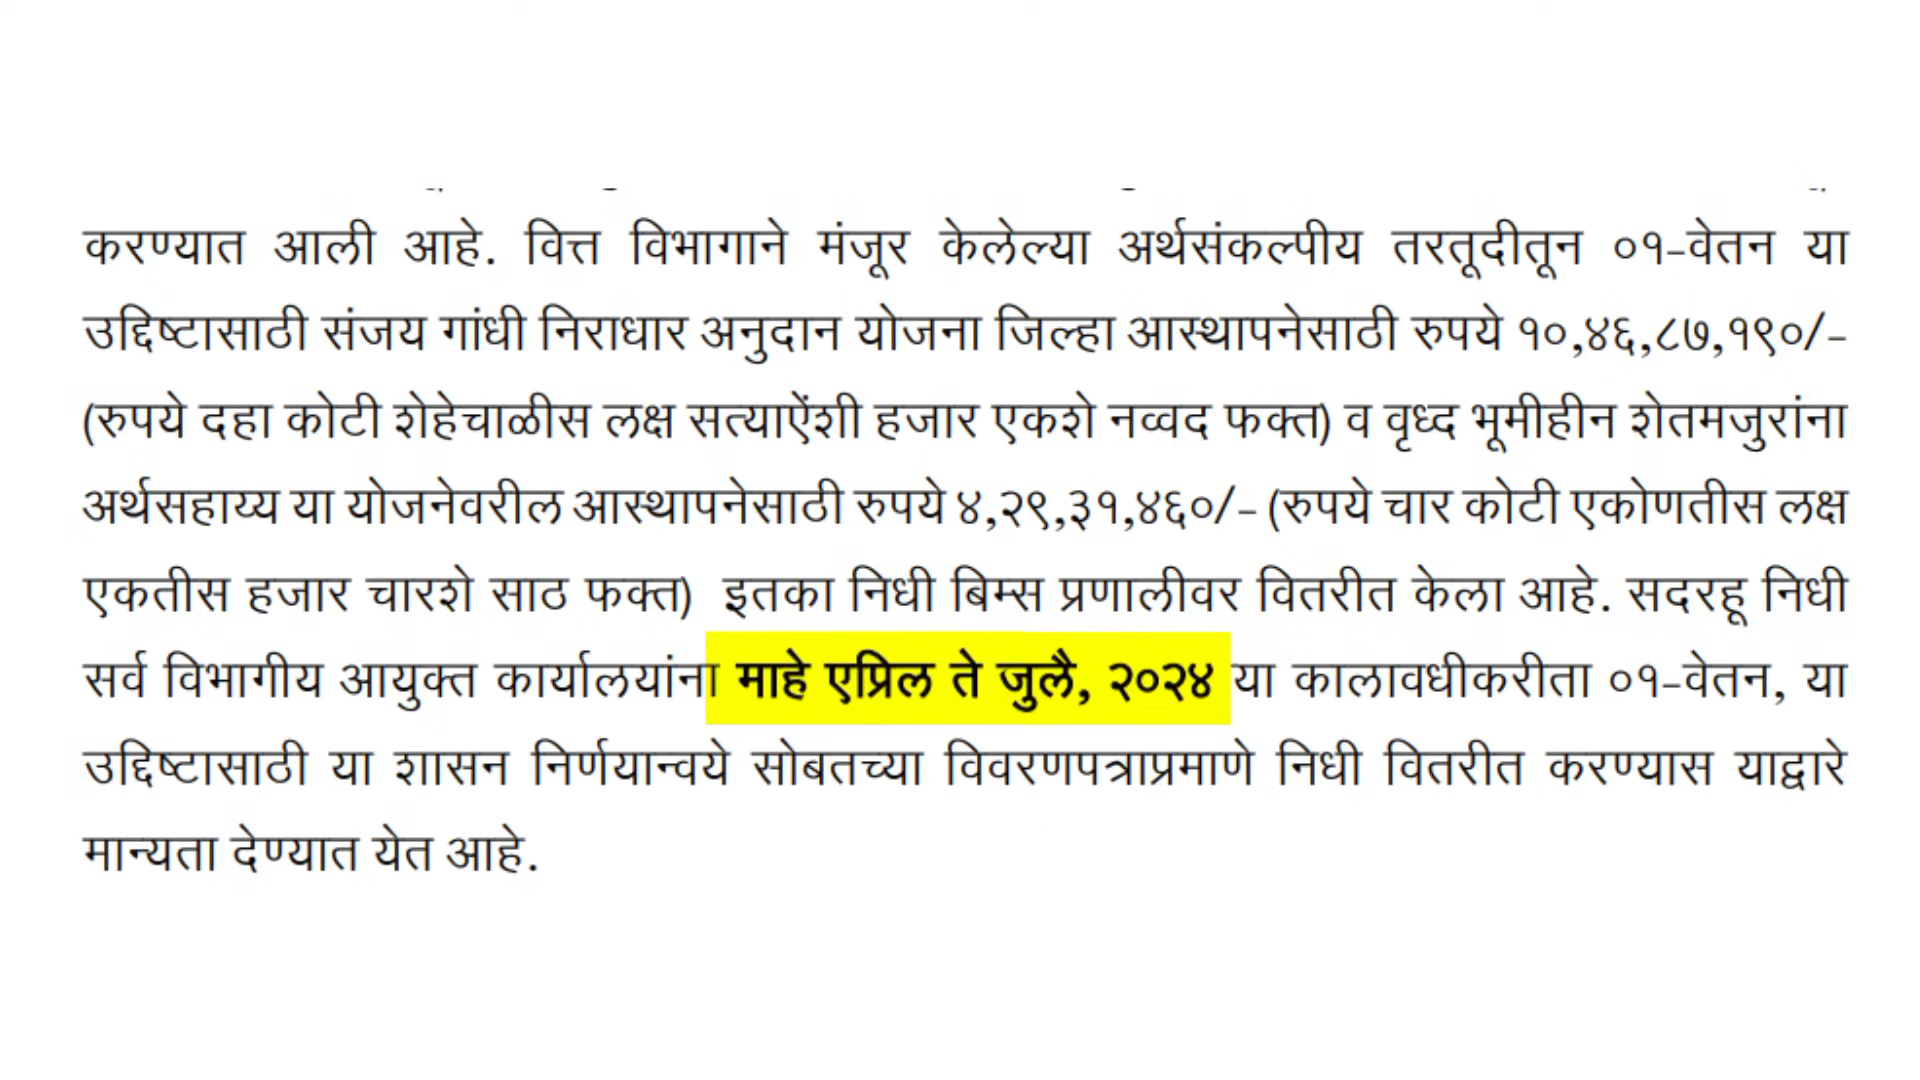 करण्यात आली आहे. वित्त विभागाने मंजूर केलेल्या अर्थसंकल्पीय तरतूदीतून ०१-वेतन या
उद्दिष्टासाठी संजय गांधी निराधार अनुदान योजना जिल्हा आस्थापनेसाठी रुपये १०,४६,८७,१९०/-
(रुपये दहा कोटी शेहेचाळीस लक्ष सत्याऐंशी हजार एकशे नव्वद फक्त) व वृध्द भूमीहीन शेतमजुरांना
अर्थसहाय्य या योजनेवरील आस्थापनेसाठी रुपये ४,२९,३१,४६०/- (रुपये चार कोटी एकोणतीस लक्ष
एकतीस हजार चारशे साठ फक्त) इतका निधी बिम्स प्रणालीवर वितरीत केला आहे. सदरहू निधी
सर्व विभागीय आयुक्त कार्यालयांना माहे एप्रिल ते जुलै, २०२४ या कालावधीकरीता ०१-वेतन, या
उद्दिष्टासाठी या शासन निर्णयान्वये सोबतच्या विवरणपत्राप्रमाणे निधी वितरीत करण्यास याद्वारे
मान्यता देण्यात येत आहे.